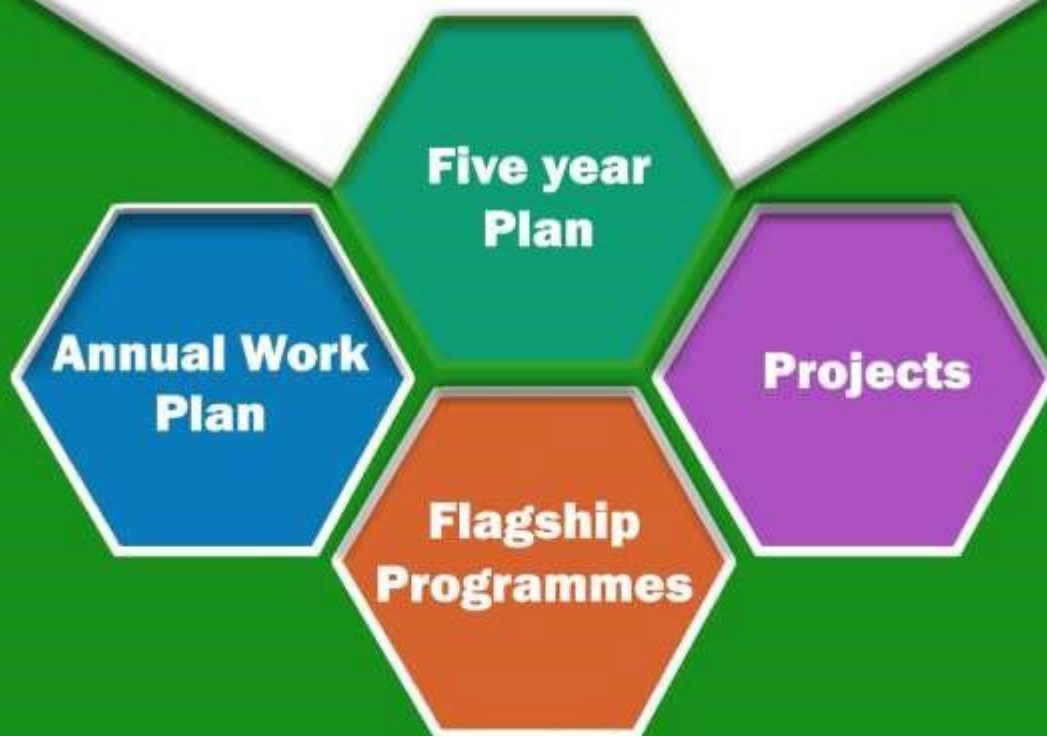 Five year
Plan
Annual Work
Plan
Projects
Flagship
Programmes